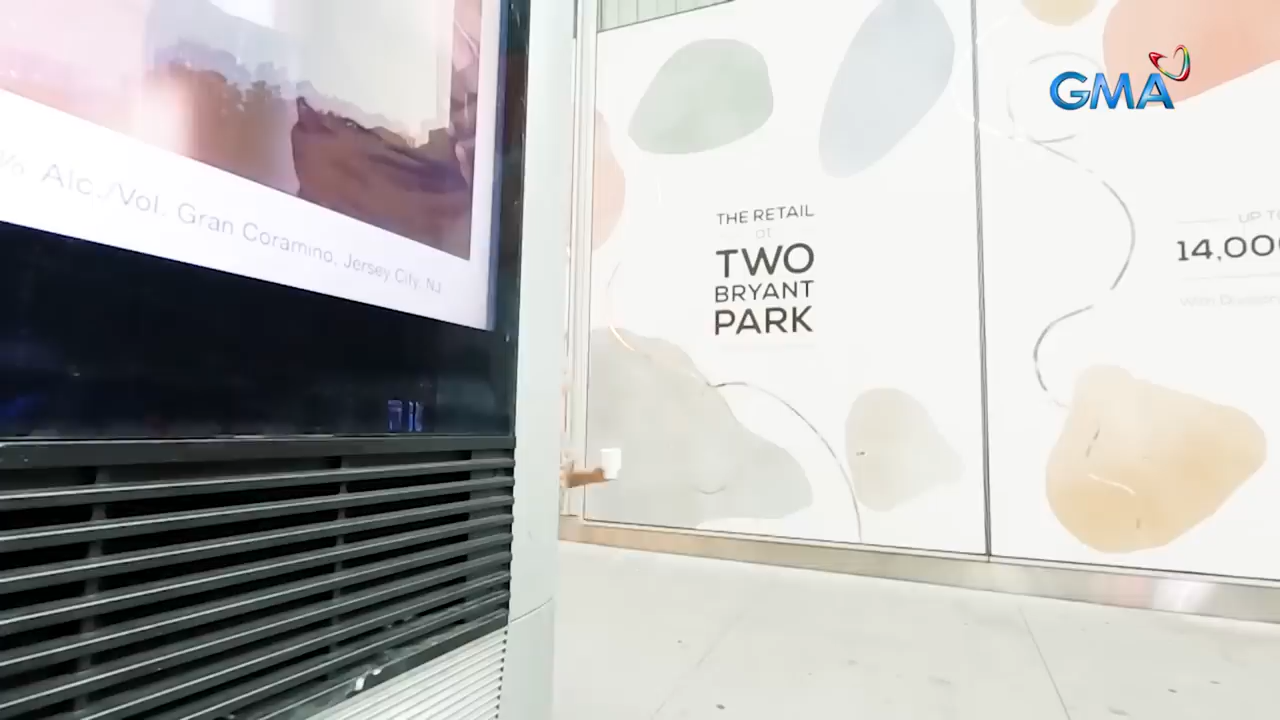 % Alc./Vol. Gran Coramino, Jersey City, NJ
THE RETAIL
at
TWO
BRYANT
PARK
UP TO
14,000
GMA